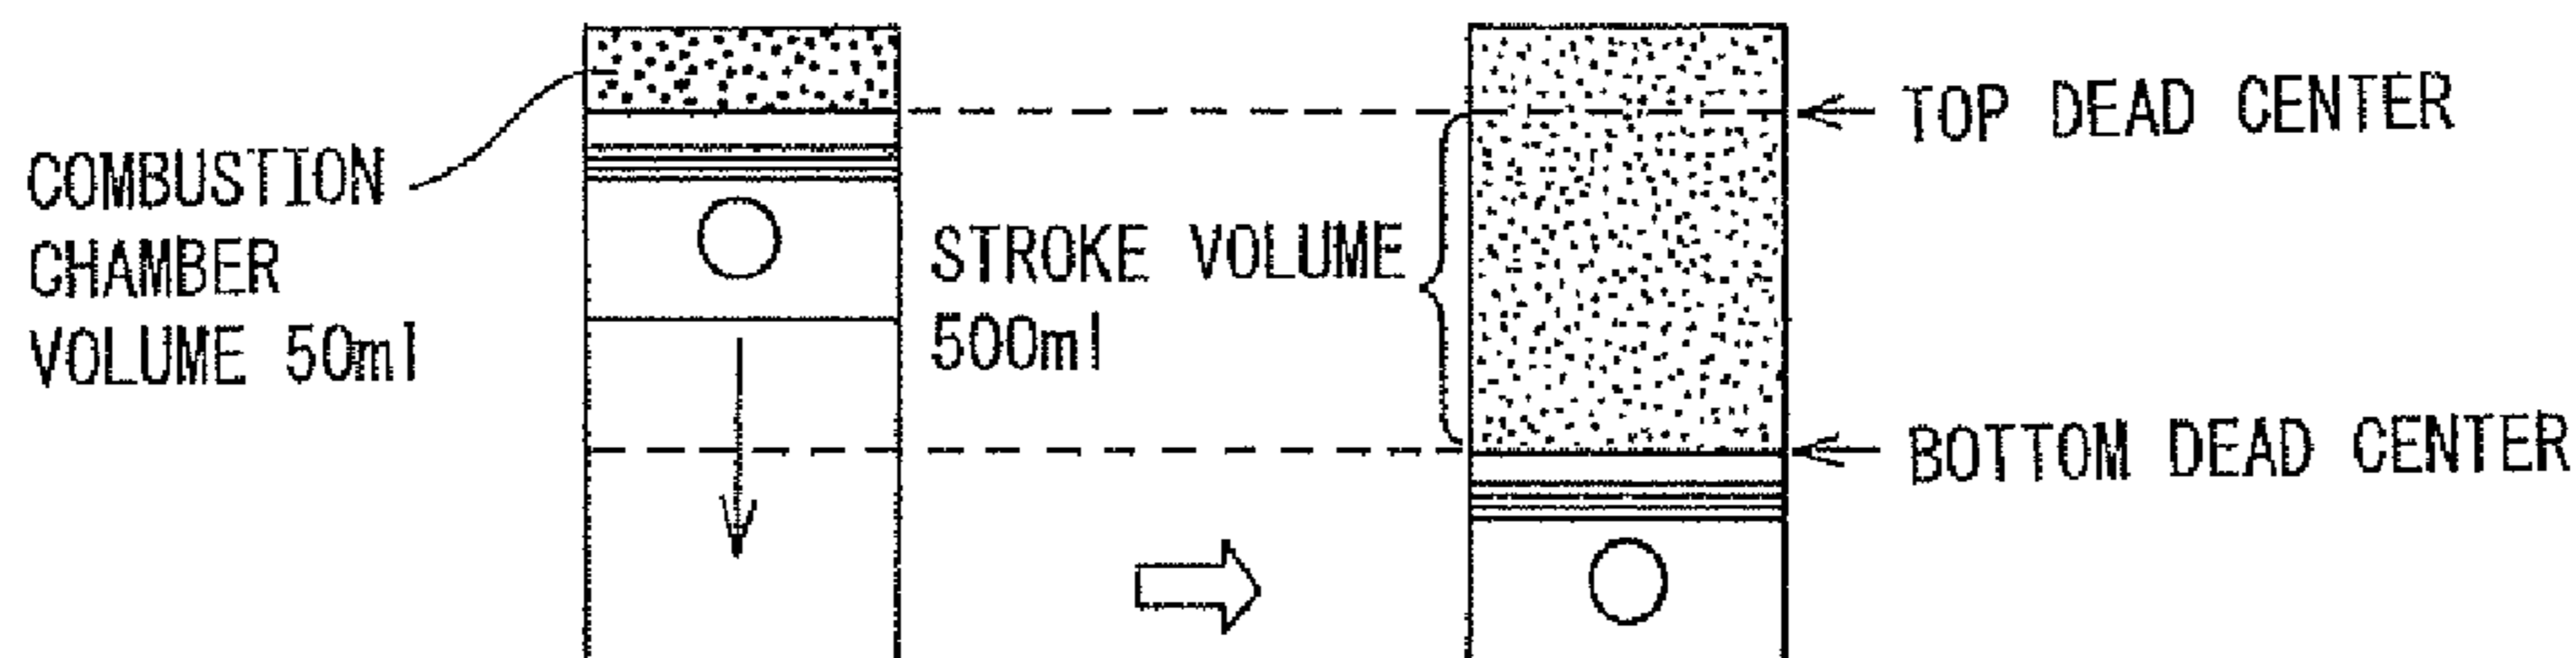 COMBUSTION
CHAMBER
VOLUME 50ml
STROKE VOLUME
500ml
TOP DEAD CENTER
BOTTOM DEAD CENTER